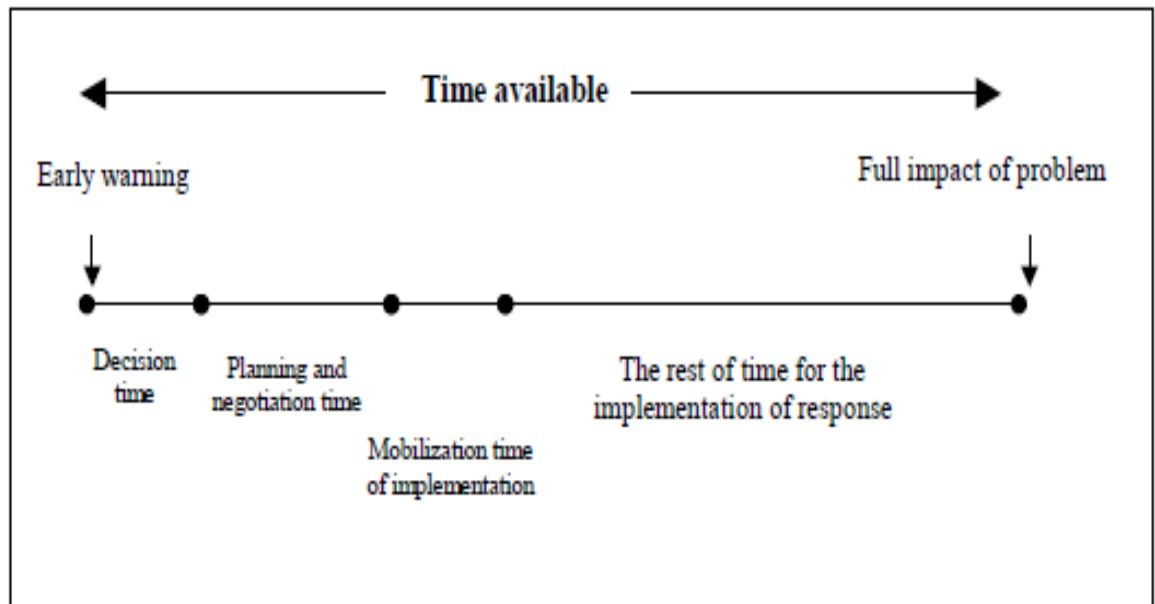 Time available
Early warning
Full impact of problem
Decision
time
Planning and
negotiation time
Mobilization time
of implementation
The rest of time for the
implementation of response